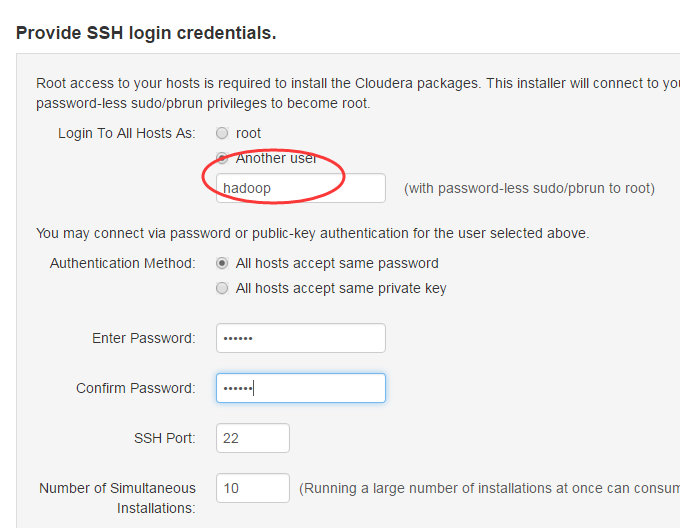 Provide SSH login credentials.
Root access to your hosts is required to install the Cloudera packages. This installer will connect to
password-less sudo/pbrun privileges to become root.
Login To All Hosts As: root
Another user
hadoop (with password-less sudo/pbrun to root)
You may connect via password or public-key authentication for the user selected above.
Authentication Method: All hosts accept same password
All hosts accept same private key
Enter Password: ••••••
Confirm Password: ••••••
SSH Port: 22
Number of Simultaneous 10 (Running a large number of installations at once can
Installations: